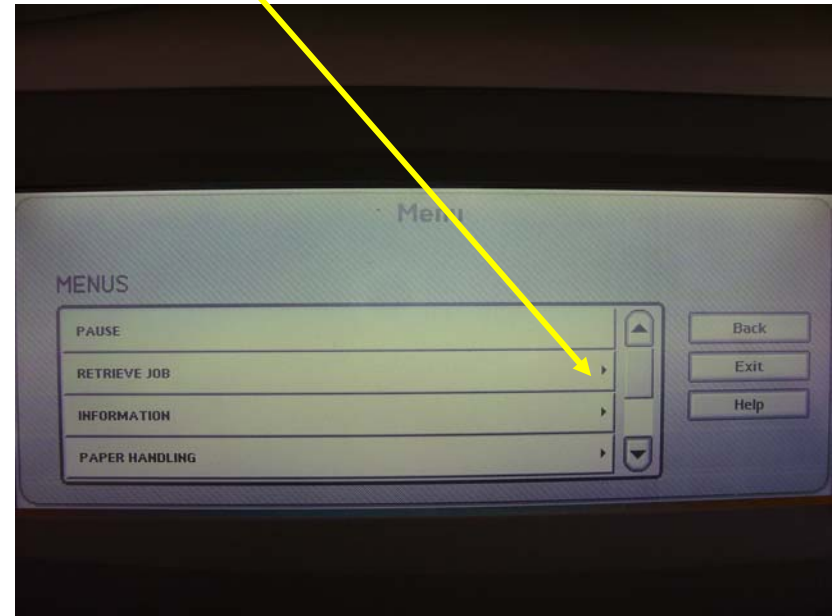 Menu
MENUS
PAUSE
RETRIEVE JOB
INFORMATION
PAPER HANDLING
Back
Exit
Help